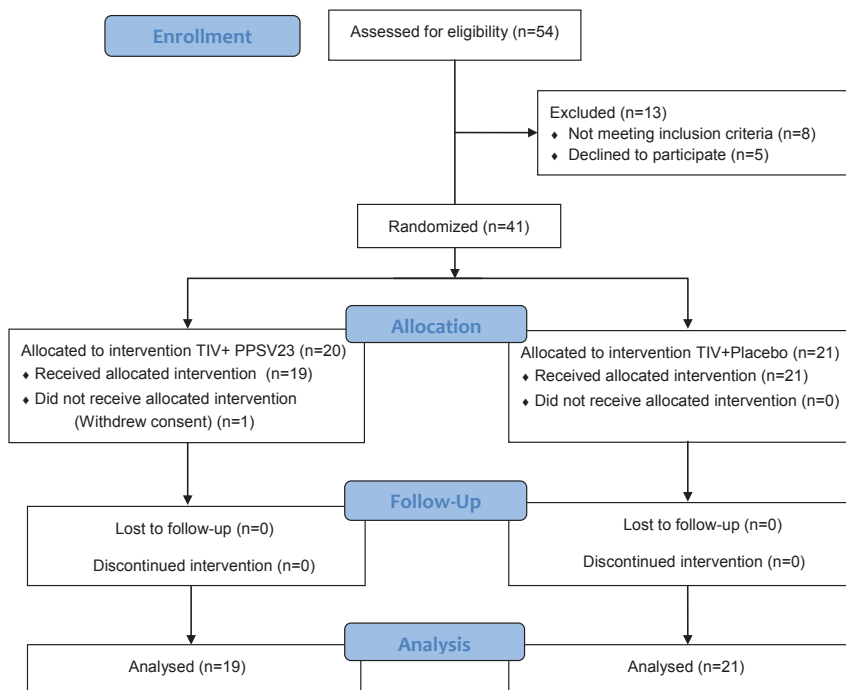 Enrollment
Assessed for eligibility (n=54)
Excluded (n=13)
♦ Not meeting inclusion criteria (n=8)
♦ Declined to participate (n=5)
Randomized (n=41)
Allocation
Allocated to intervention TIV+ PPSV23 (n=20)
♦ Received allocated intervention (n=19)
♦ Did not receive allocated intervention
(Withdrew consent) (n=1)
Allocated to intervention TIV+Placebo (n=21)
♦ Received allocated intervention (n=21)
♦ Did not receive allocated intervention (n=0)
Follow-Up
Lost to follow-up (n=0)
Discontinued intervention (n=0)
Lost to follow-up (n=0)
Discontinued intervention (n=0)
Analysis
Analysed (n=19)
Analysed (n=21)